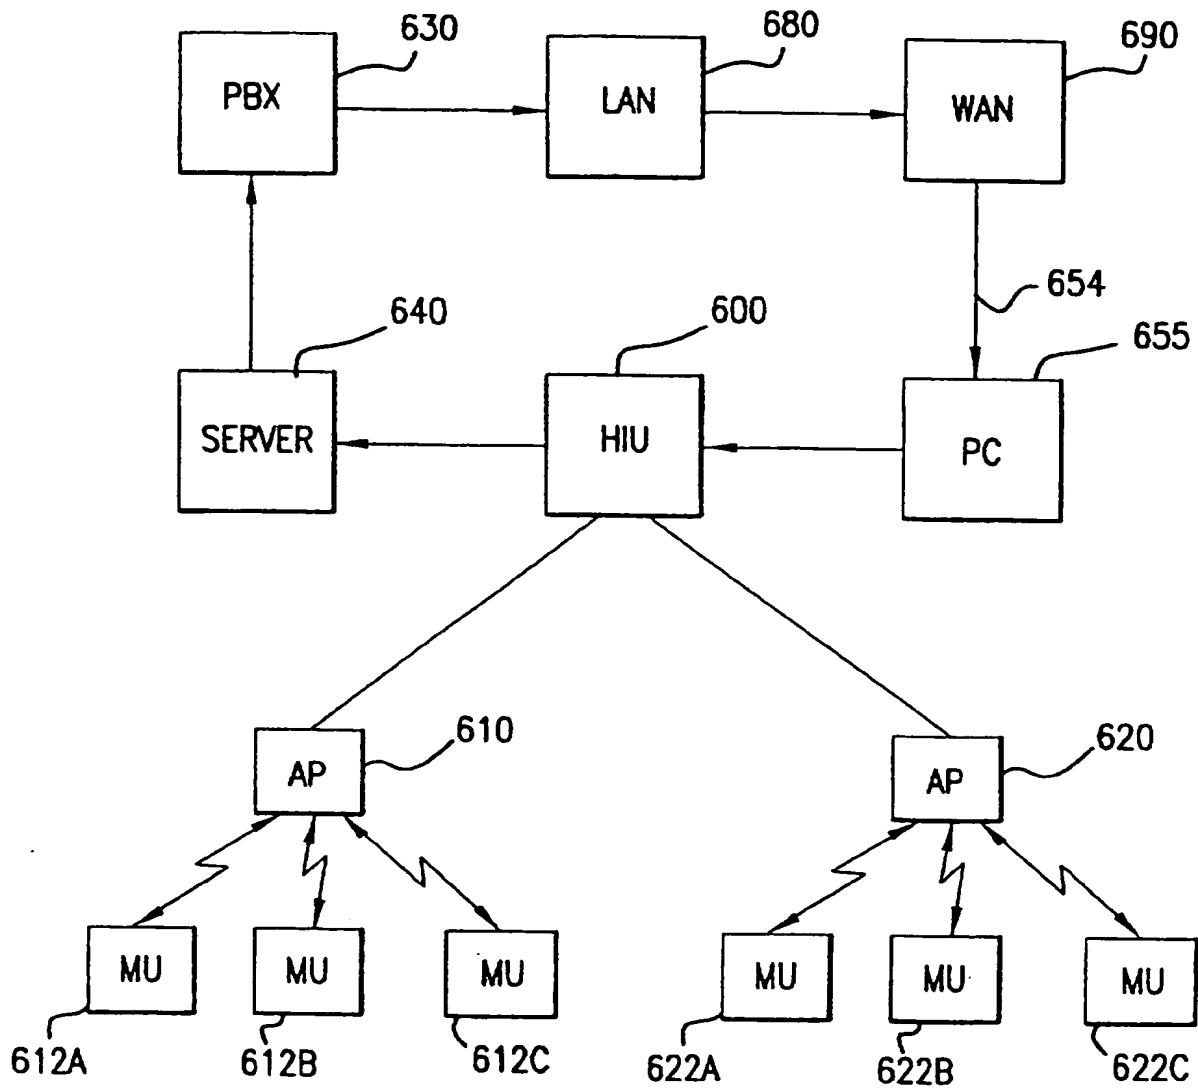 630
680
690
PBX
LAN
WAN
654
640
600
655
SERVER
HIU
PC
610
620
AP
AP
MU
MU
MU
MU
MU
MU
612A
612B
612C
622A
622B
622C